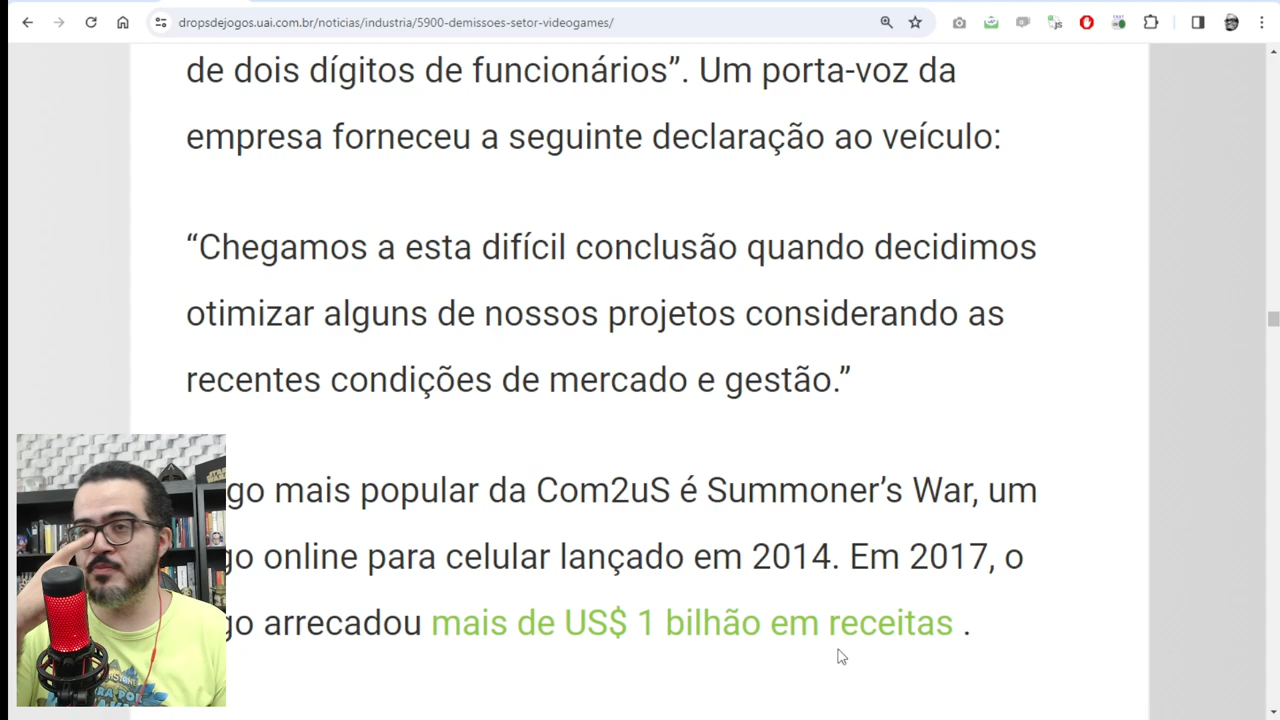 dropsdejogos.uai.com.br/noticias/industria/5900-demissoes-setor-videogames/
de dois dígitos de funcionários”. Um porta-voz da
empresa forneceu a seguinte declaração ao veículo:
“Chegamos a esta difícil conclusão quando decidimos
otimizar alguns de nossos projetos considerando as
recentes condições de mercado e gestão.”
go mais popular da Com2uS é Summoner’s War, um
go online para celular lançado em 2014. Em 2017, o
go arrecadou mais de US$ 1 bilhão em receitas .
STAR